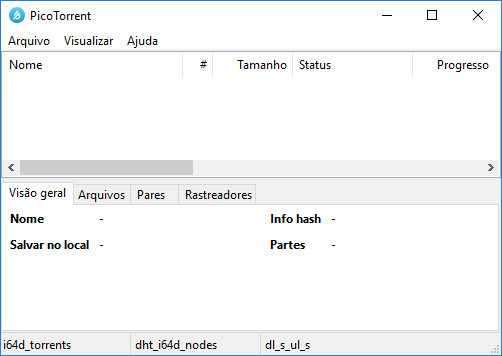 PicoTorrent
Arquivo Visualizar Ajuda
Nome # Tamanho Status Progresso
Visão geral Arquivos Pares Rastreadores
Nome - Info hash -
Salvar no local - Partes -
i64d_torrents dht_i64d_nodes dl_s_ul_s